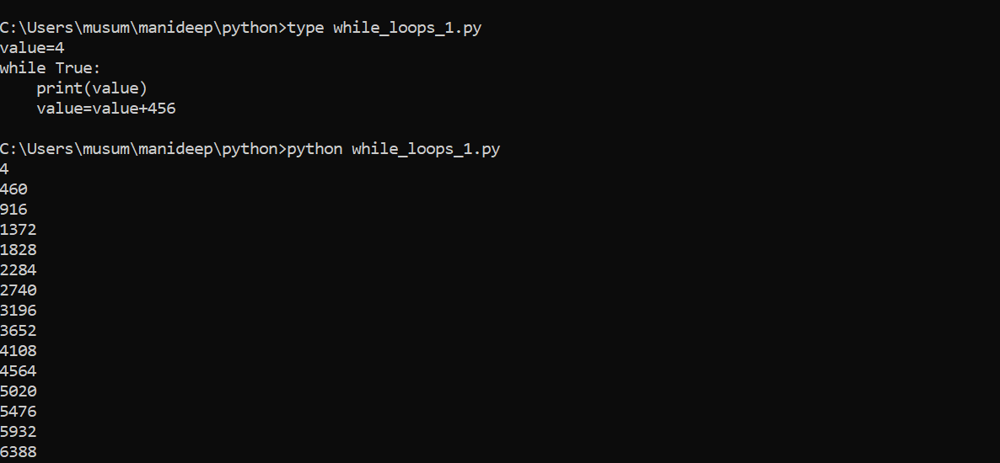 C:\Users\musum\manideep\python>type while_loops_1.py
value=4
while True:
    print(value)
    value=value+456
C:\Users\musum\manideep\python>python while_loops_1.py
4
460
916
1372
1828
2284
2740
3196
3652
4108
4564
5020
5476
5932
6388